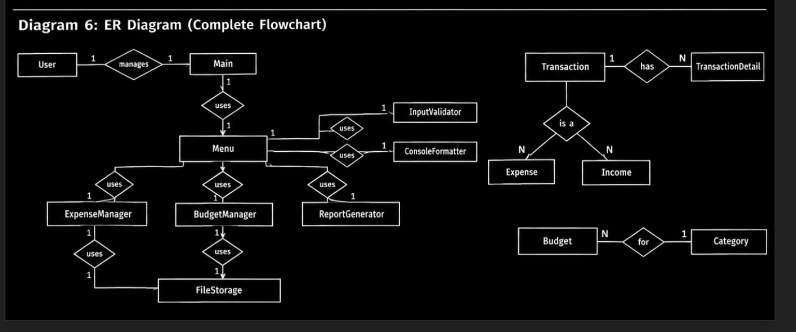 Diagram 6: ER Diagram (Complete Flowchart)
User
1
manages
1
Main
1
uses
1
Menu
1
uses
1
InputValidator
uses
1
ConsoleFormatter
uses
1
uses
1
uses
1
ExpenseManager
BudgetManager
ReportGenerator
1
uses
1
1
uses
1
FileStorage
Transaction
1
has
N
TransactionDetail
is a
N
N
Expense
Income
Budget
N
for
1
Category